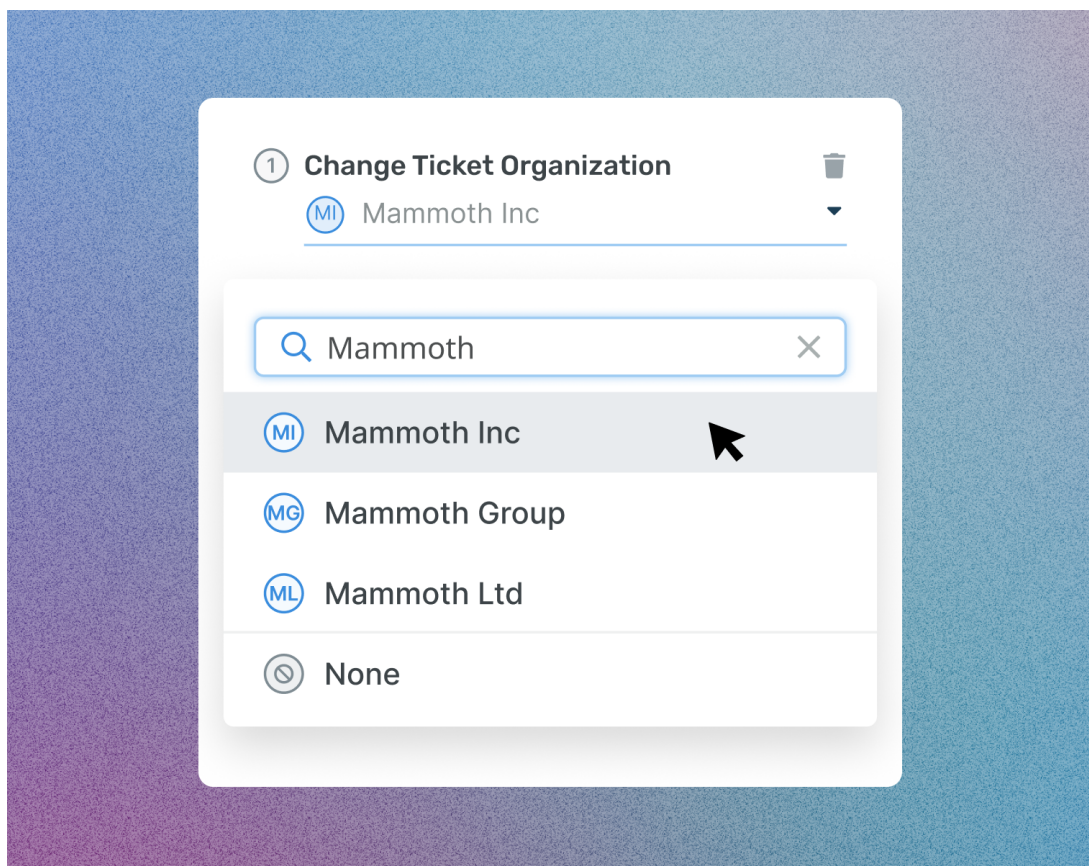 1 Change Ticket Organization
MI Mammoth Inc
Mammoth
MI Mammoth Inc
MG Mammoth Group
ML Mammoth Ltd
None